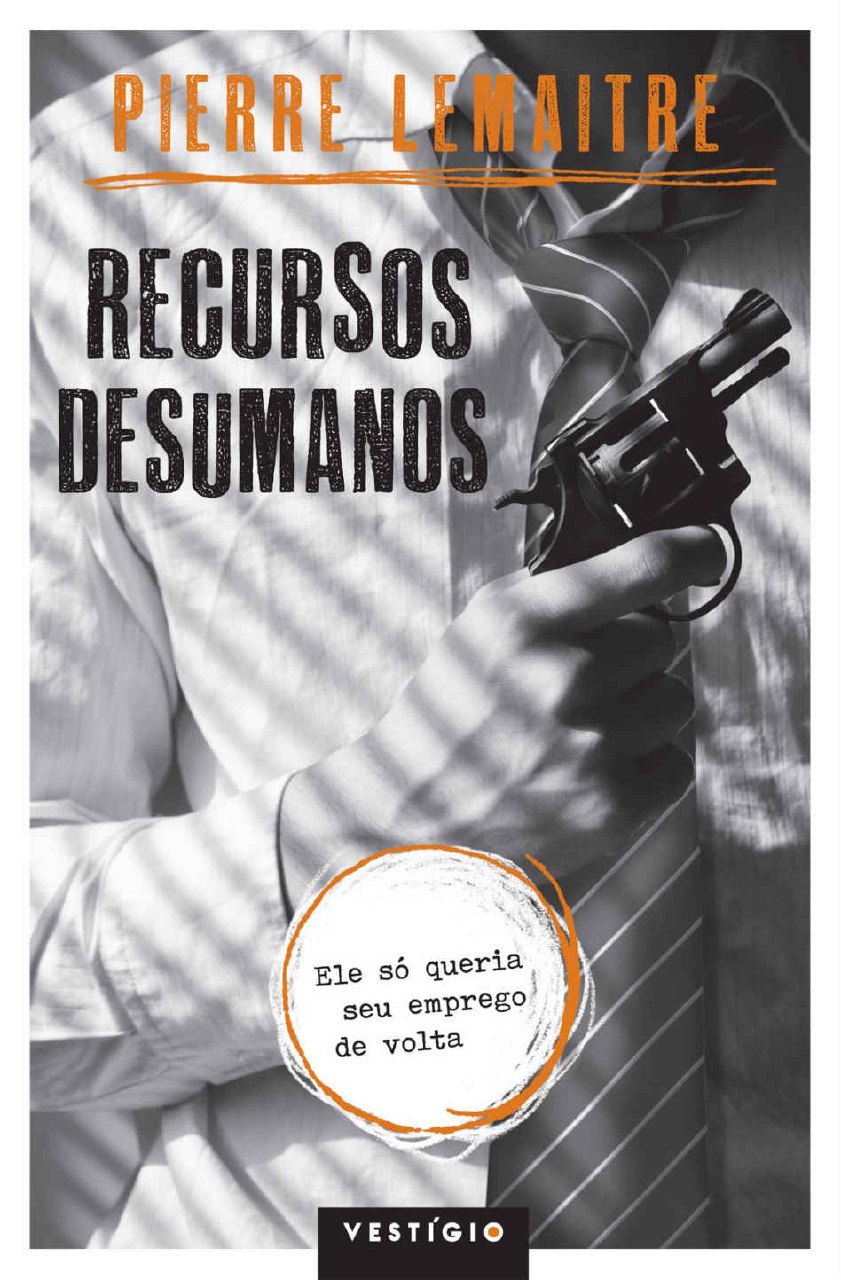 PIERRE LEMAITRE
RECURSOS
DESUMANOS
Ele só queria
seu emprego
de volta
VESTÍGIO